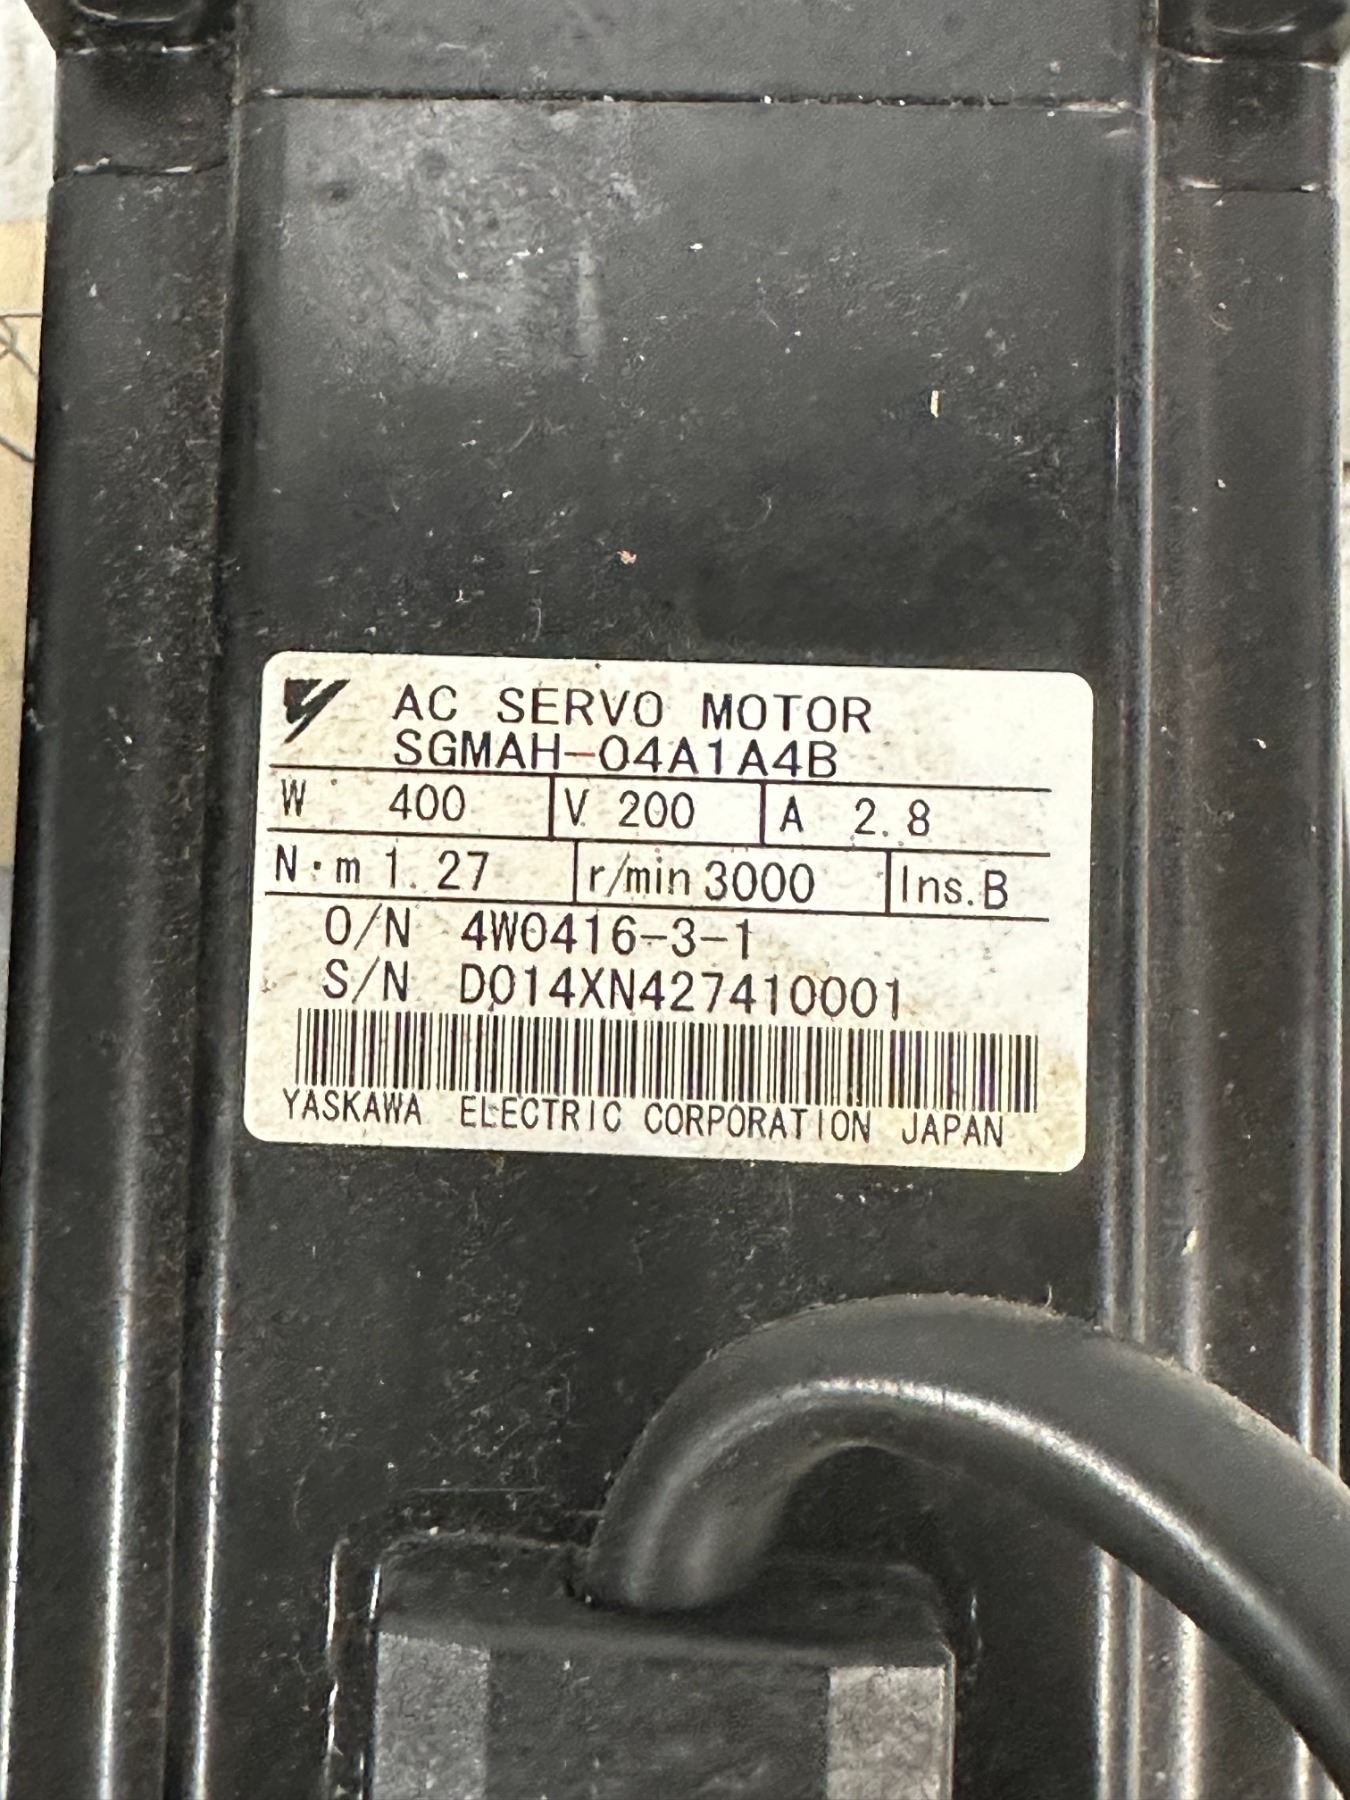 AC SERVO MOTOR
SGMAH-04A1A4B
W 400 V 200 A 2.8
N·m 1.27 r/min 3000 Ins.B
O/N 4W0416-3-1
S/N D014XN427410001
YASKAWA ELECTRIC CORPORATION JAPAN